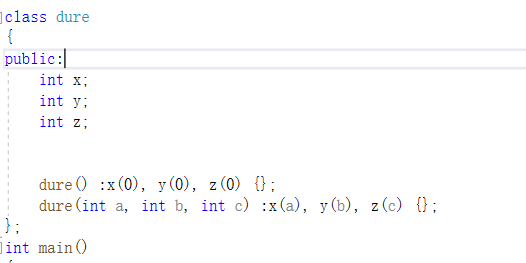 class dure
{
public:
int x;
int y;
int z;
dure() :x(0), y(0), z(0) {};
dure(int a, int b, int c) :x(a), y(b), z(c) {};
};
int main()